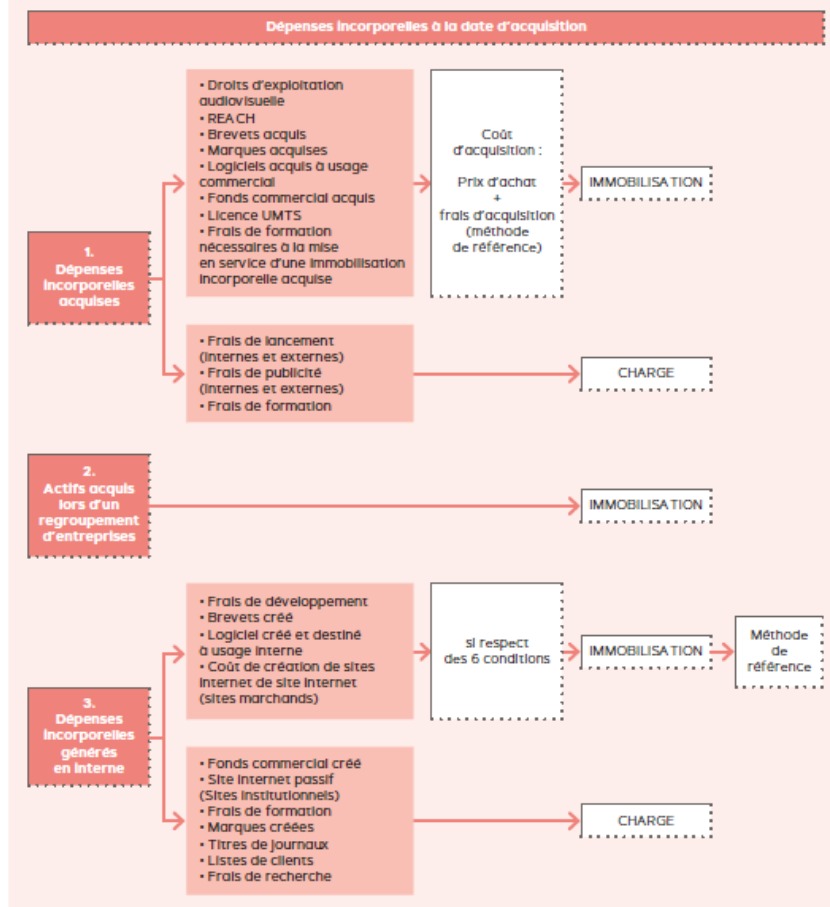 Dépenses incorporelles à la date d'acquisition
• Droits d'exploitation
audiovisuelle
• REACH
• Brevets acquis
• Marques acquises
• Logiciels acquis à usage
commercial
• Fonds commercial acquis
• Licence UMTS
• Frais de formation
nécessaires à la mise
en service d'une immobilisation
incorporelle acquise
Coût
d'acquisition :
Prix d'achat
+
frais d'acquisition
(méthode
de référence)
IMMOBILISATION
1.
Dépenses
incorporelles
acquises
• Frais de lancement
(internes et externes)
• Frais de publicité
(internes et externes)
• Frais de formation
CHARGE
2.
Actifs acquis
lors d'un
regroupement
d'entreprises
IMMOBILISATION
• Frais de développement
• Brevets créé
• Logiciel créé et destiné
à usage interne
• Coût de création de sites
internet de site internet
(sites marchands)
si respect
des 6 conditions
IMMOBILISATION
Méthode
de
référence
3.
Dépenses
incorporelles
générés
en interne
• Fonds commercial créé
• Site internet passif
(Sites institutionnels)
• Frais de formation
• Marques créées
• Titres de journaux
• Listes de clients
• Frais de recherche
CHARGE